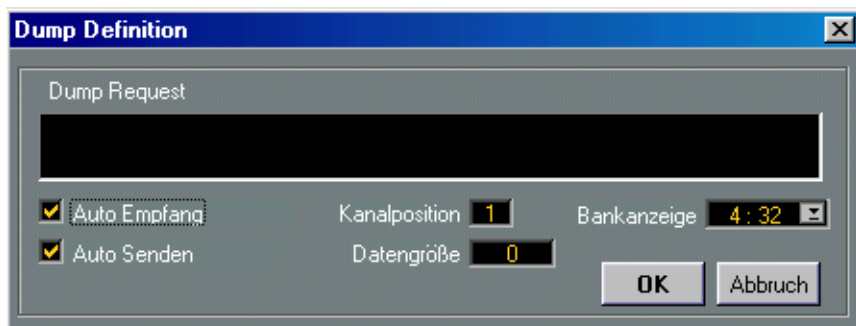 Dump Definition
Dump Request
Auto Empfang Kanalposition 1 Bankanzeige 4 : 32
Auto Senden Datengröße 0
OK Abbruch